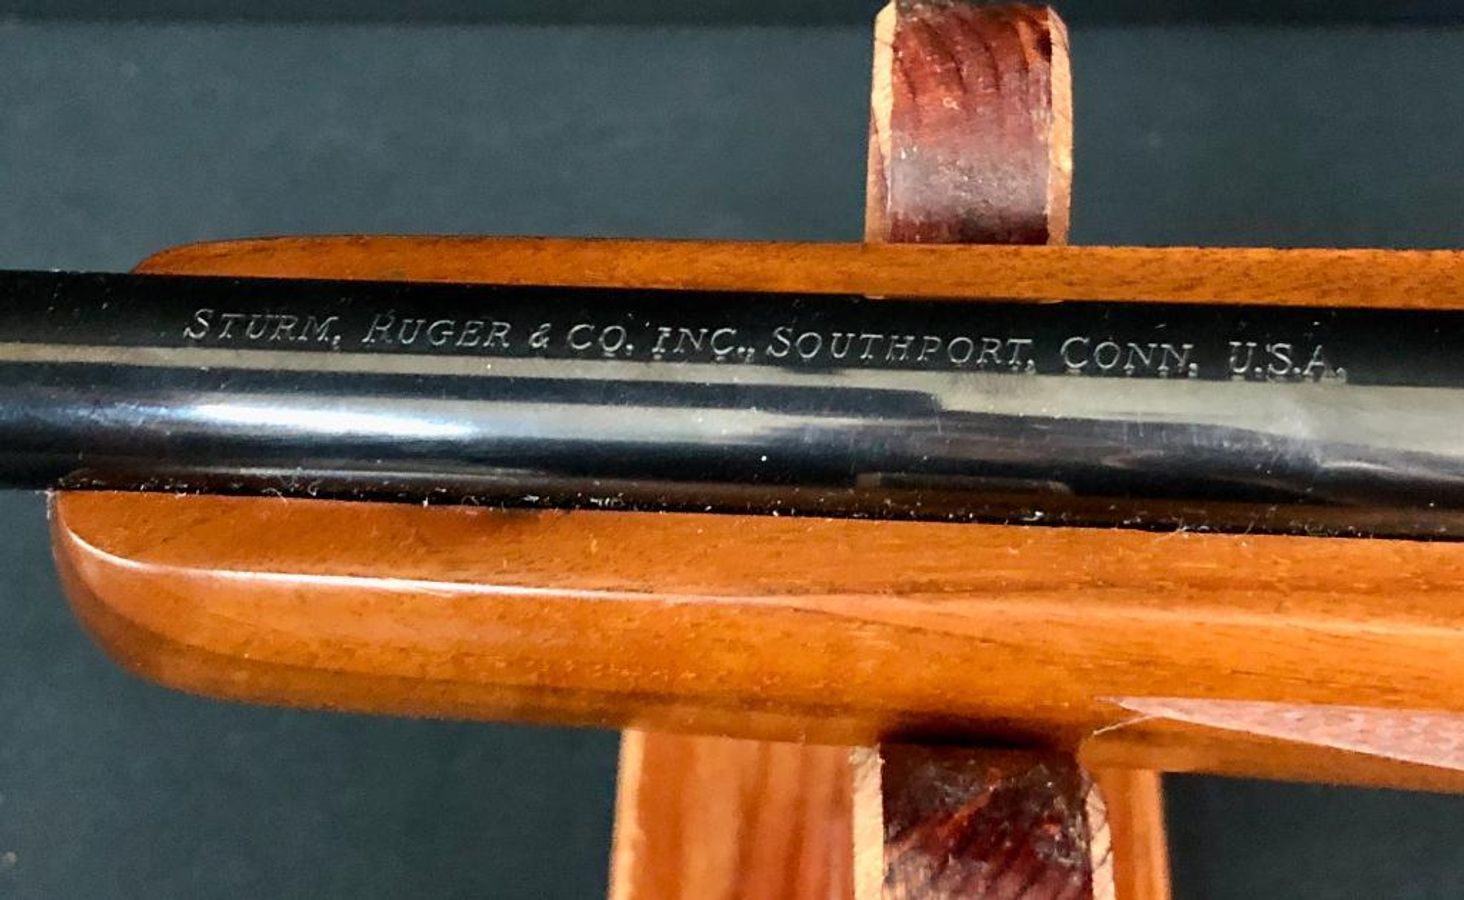 STURM, RUGER & CO. INC., SOUTHPORT, CONN. U.S.A.